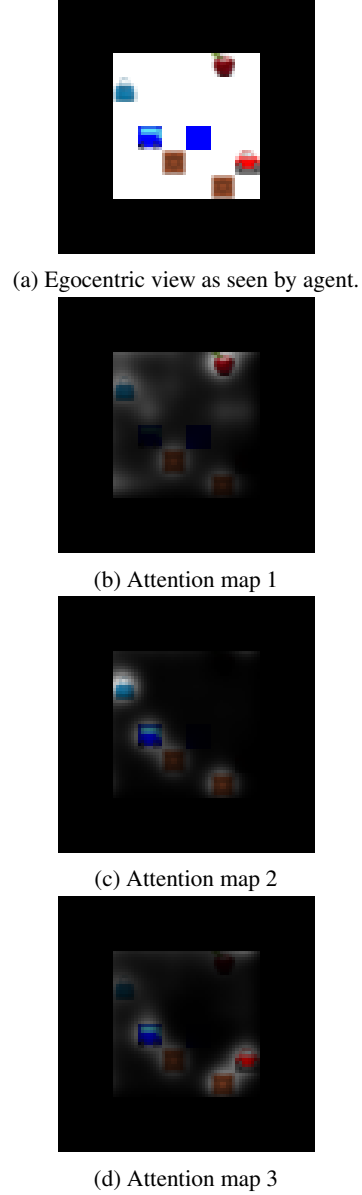 (a) Egocentric view as seen by agent.
(b) Attention map 1
(c) Attention map 2
(d) Attention map 3